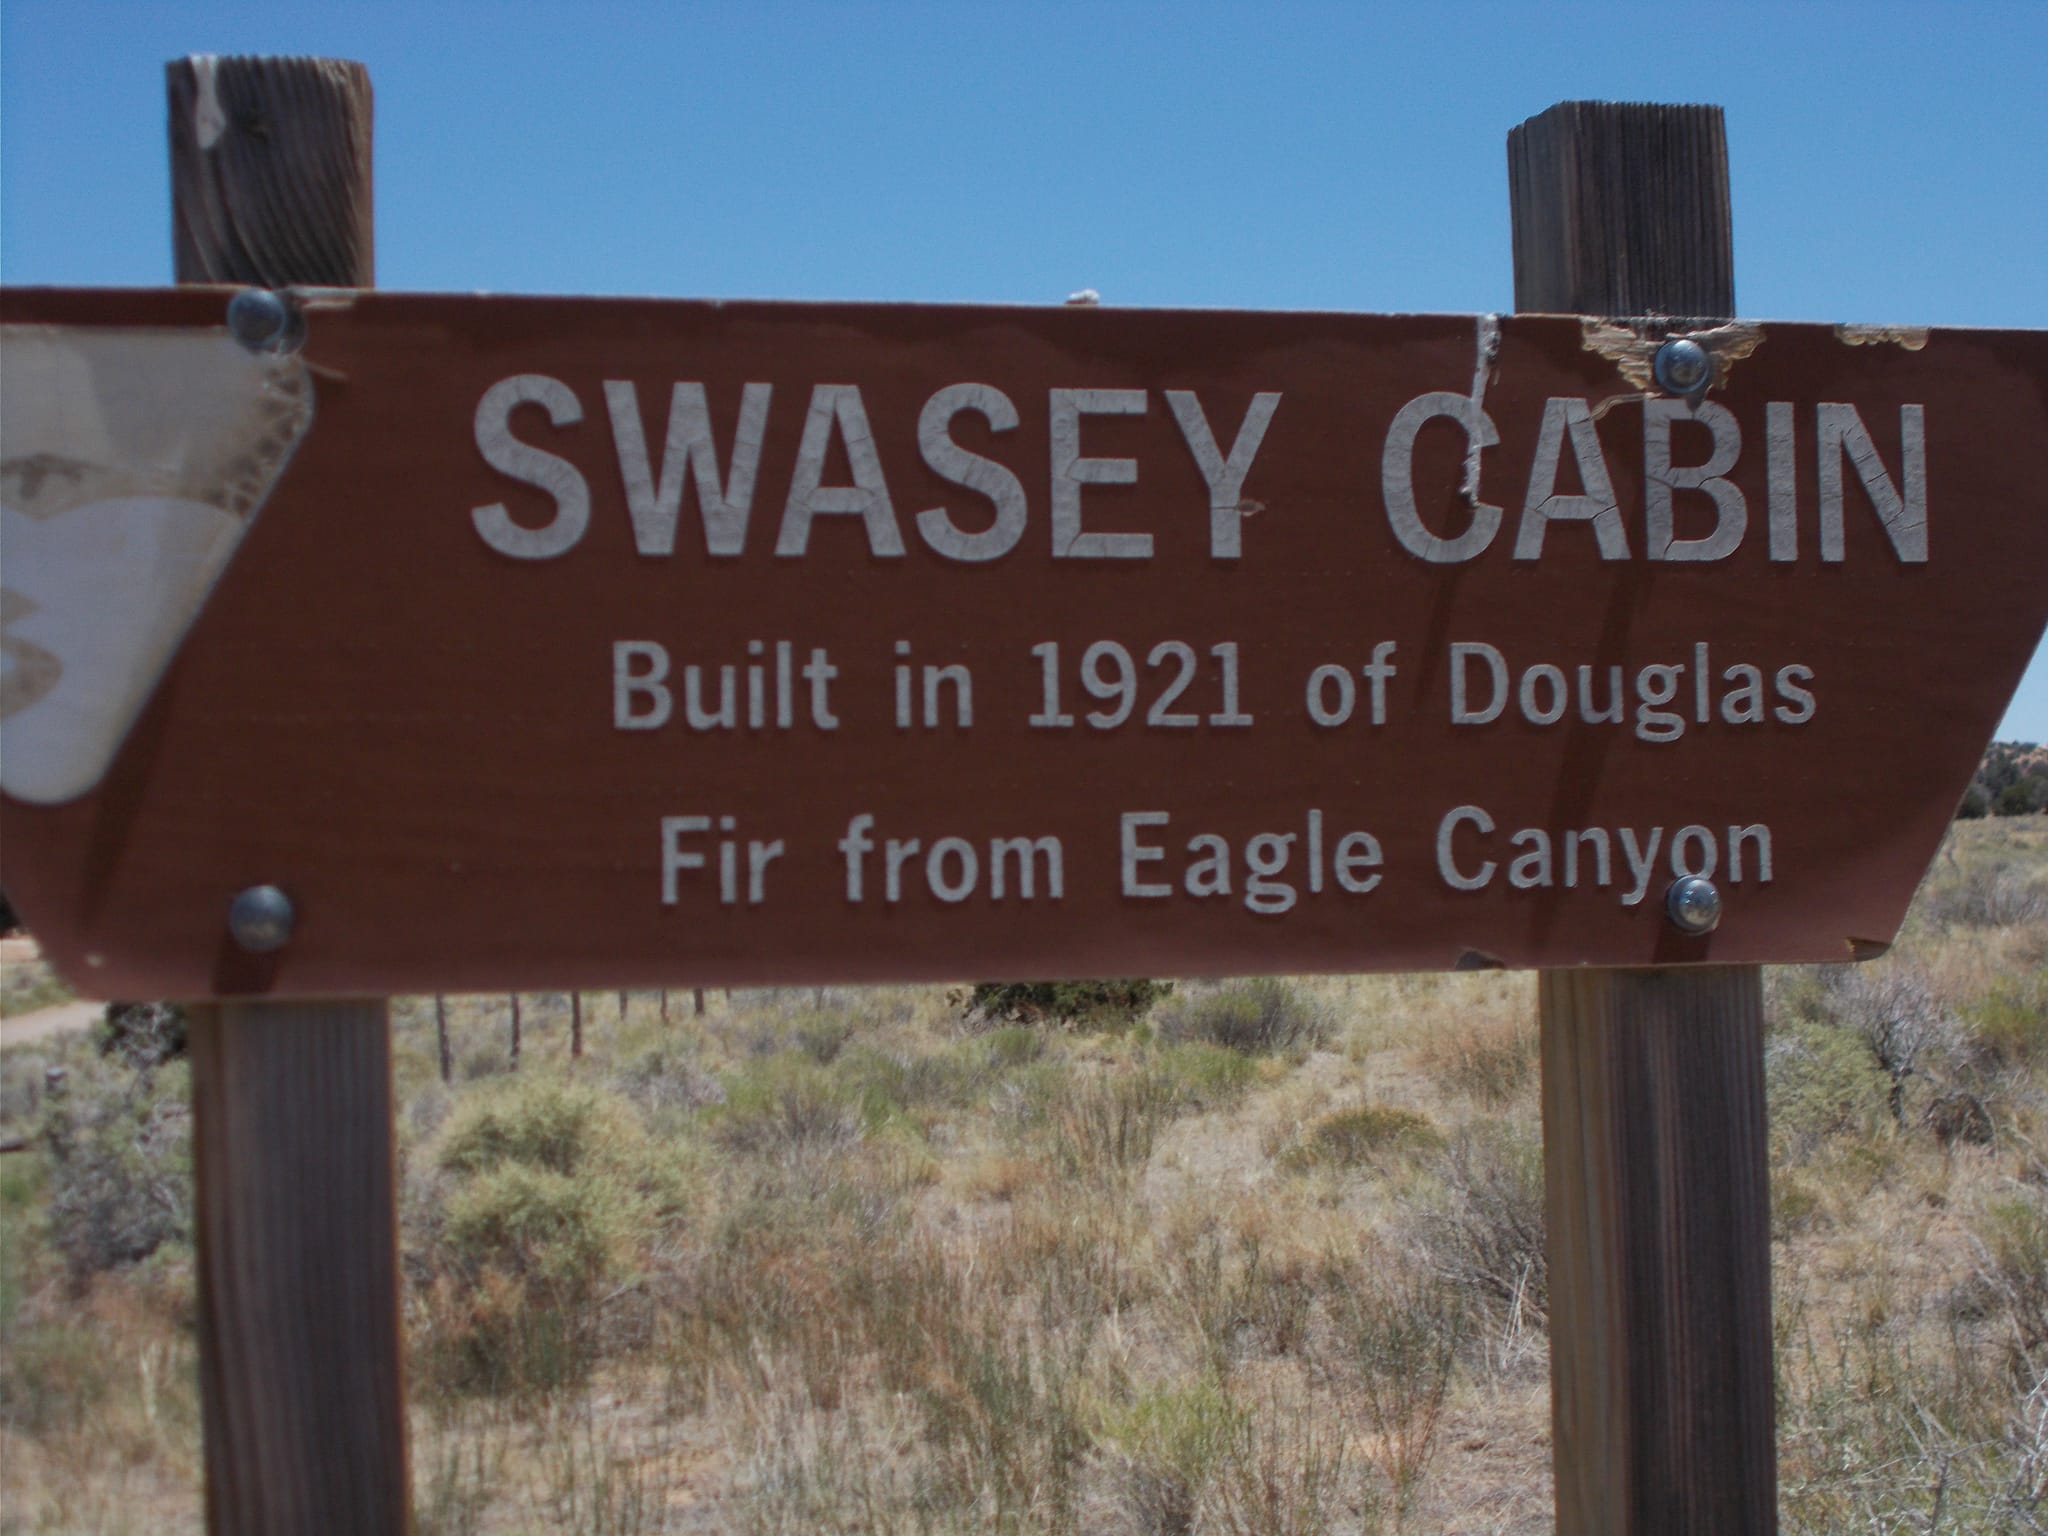 SWASEY CABIN
Built in 1921 of Douglas
Fir from Eagle Canyon